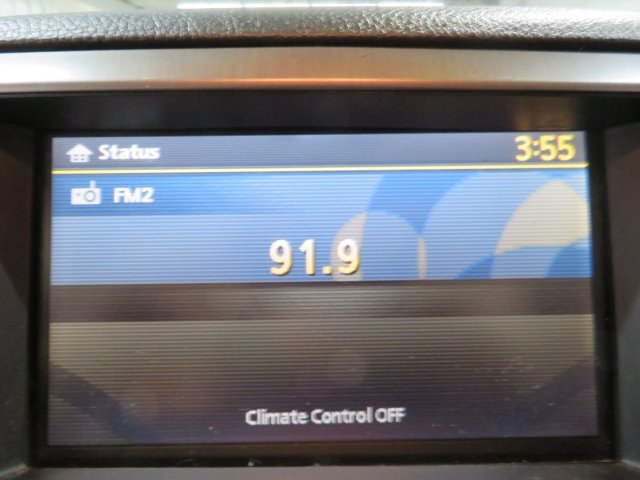 Status 3:55
FM2
91.9
Climate Control OFF